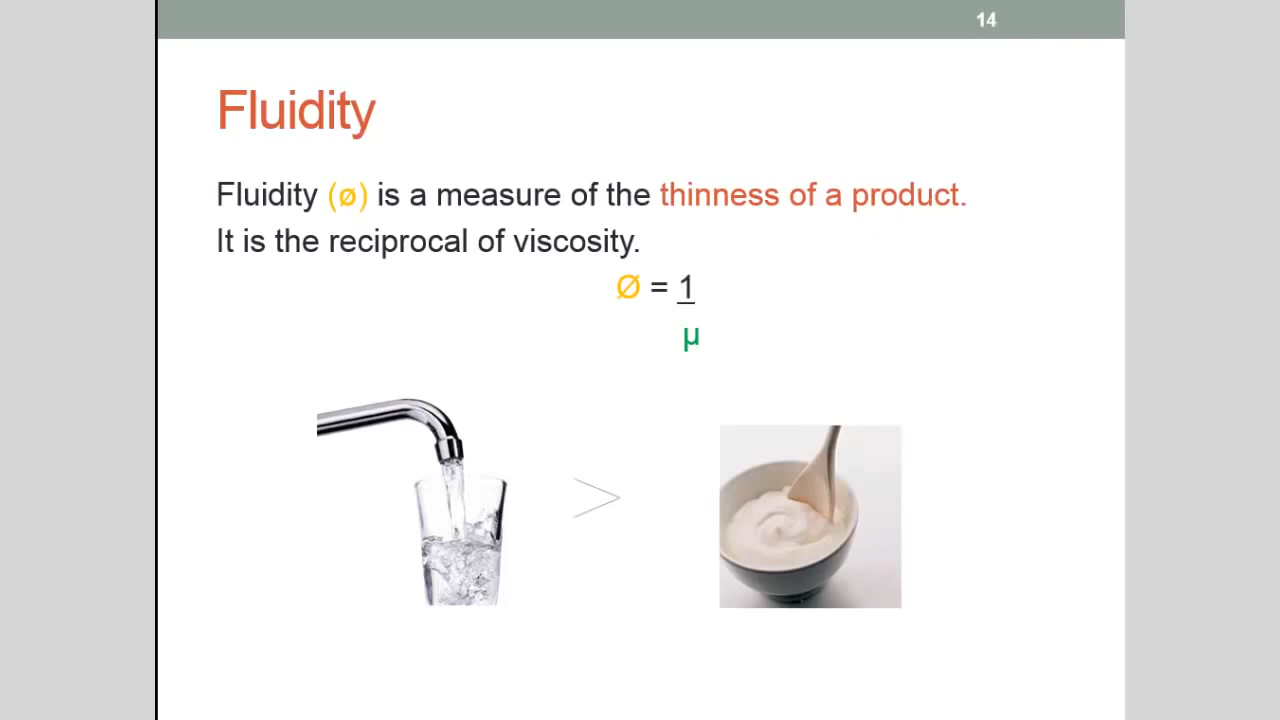 14
Fluidity
Fluidity (ø) is a measure of the thinness of a product.
It is the reciprocal of viscosity.
Ø = 1
µ
>